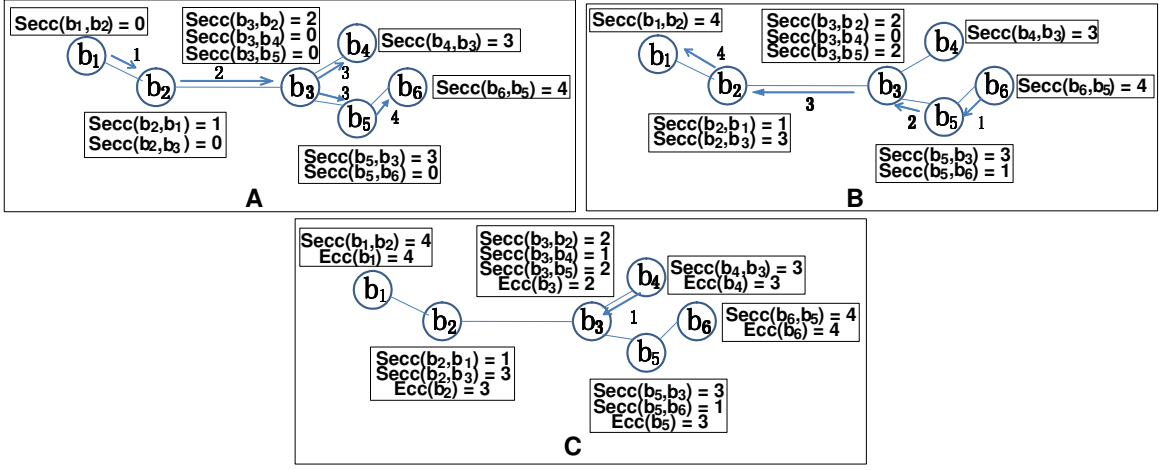 Secc(b₁,b₂) = 0
b₁
1
b₂
Secc(b₂,b₁) = 1
Secc(b₂,b₃) = 0
2
Secc(b₃,b₂) = 2
Secc(b₃,b₄) = 0
Secc(b₃,b₅) = 0
b₃
3
3
b₄
Secc(b₄,b₃) = 3
b₆
Secc(b₆,b₅) = 4
4
b₅
Secc(b₅,b₃) = 3
Secc(b₅,b₆) = 0
A
Secc(b₁,b₂) = 4
b₁
4
b₂
Secc(b₂,b₁) = 1
Secc(b₂,b₃) = 3
3
Secc(b₃,b₂) = 2
Secc(b₃,b₄) = 0
Secc(b₃,b₅) = 2
b₃
b₄
Secc(b₄,b₃) = 3
b₆
Secc(b₆,b₅) = 4
2
1
b₅
Secc(b₅,b₃) = 3
Secc(b₅,b₆) = 1
B
Secc(b₁,b₂) = 4
Ecc(b₁) = 4
b₁
b₂
Secc(b₂,b₁) = 1
Secc(b₂,b₃) = 3
Ecc(b₂) = 3
Secc(b₃,b₂) = 2
Secc(b₃,b₄) = 1
Secc(b₃,b₅) = 2
Ecc(b₃) = 2
b₃
1
b₄
Secc(b₄,b₃) = 3
Ecc(b₄) = 3
b₆
Secc(b₆,b₅) = 4
Ecc(b₆) = 4
b₅
Secc(b₅,b₃) = 3
Secc(b₅,b₆) = 1
Ecc(b₅) = 3
C